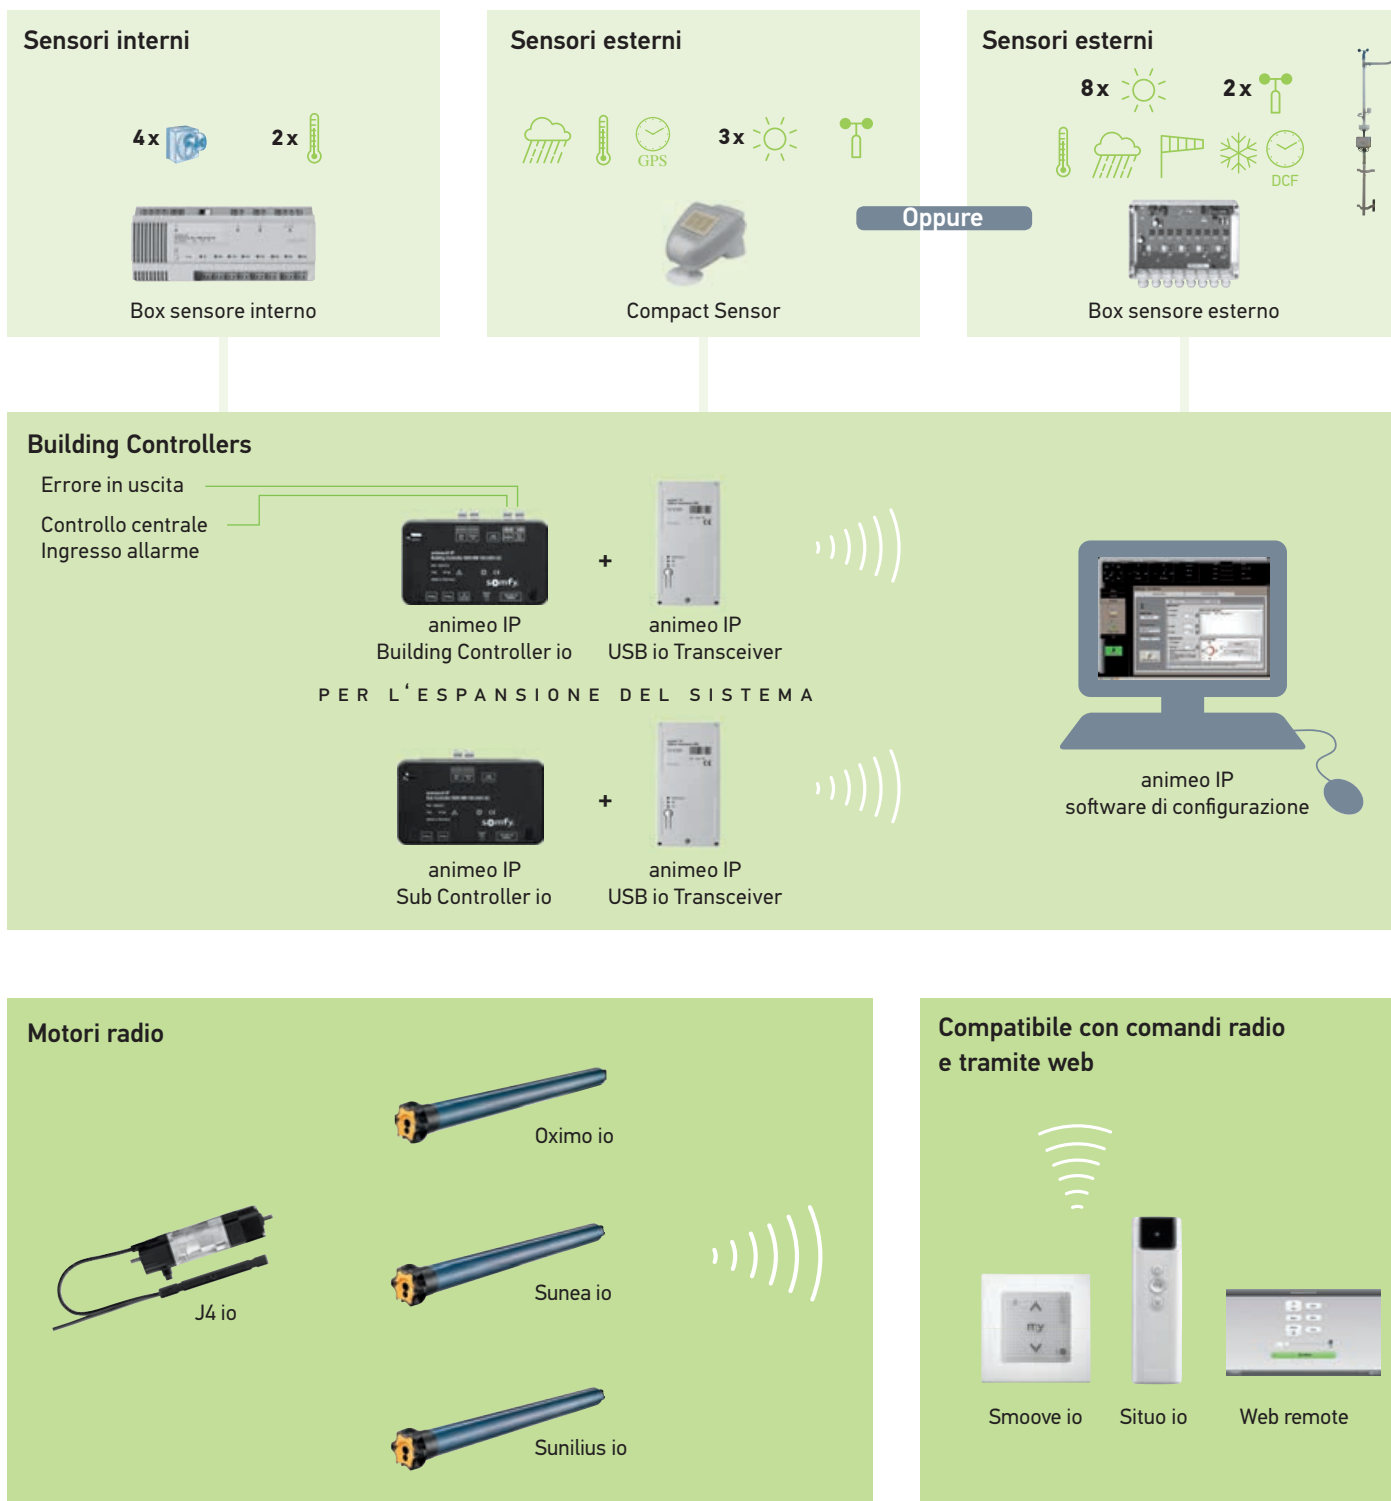 Sensori interni
4x
2x
Box sensore interno
Sensori esterni
GPS
3x
Compact Sensor
Oppure
Sensori esterni
8x
2x
DCF
Box sensore esterno
Building Controllers
Errore in uscita
Controllo centrale
Ingresso allarme
somfy.
+
animeo IP
Building Controller io
animeo IP
USB io Transceiver
PER L'ESPANSIONE DEL SISTEMA
somfy.
+
animeo IP
Sub Controller io
animeo IP
USB io Transceiver
animeo IP
software di configurazione
Motori radio
Oximo io
J4 io
Sunea io
Sunilius io
Compatibile con comandi radio
e tramite web
my
Smoove io
Situo io
Web remote